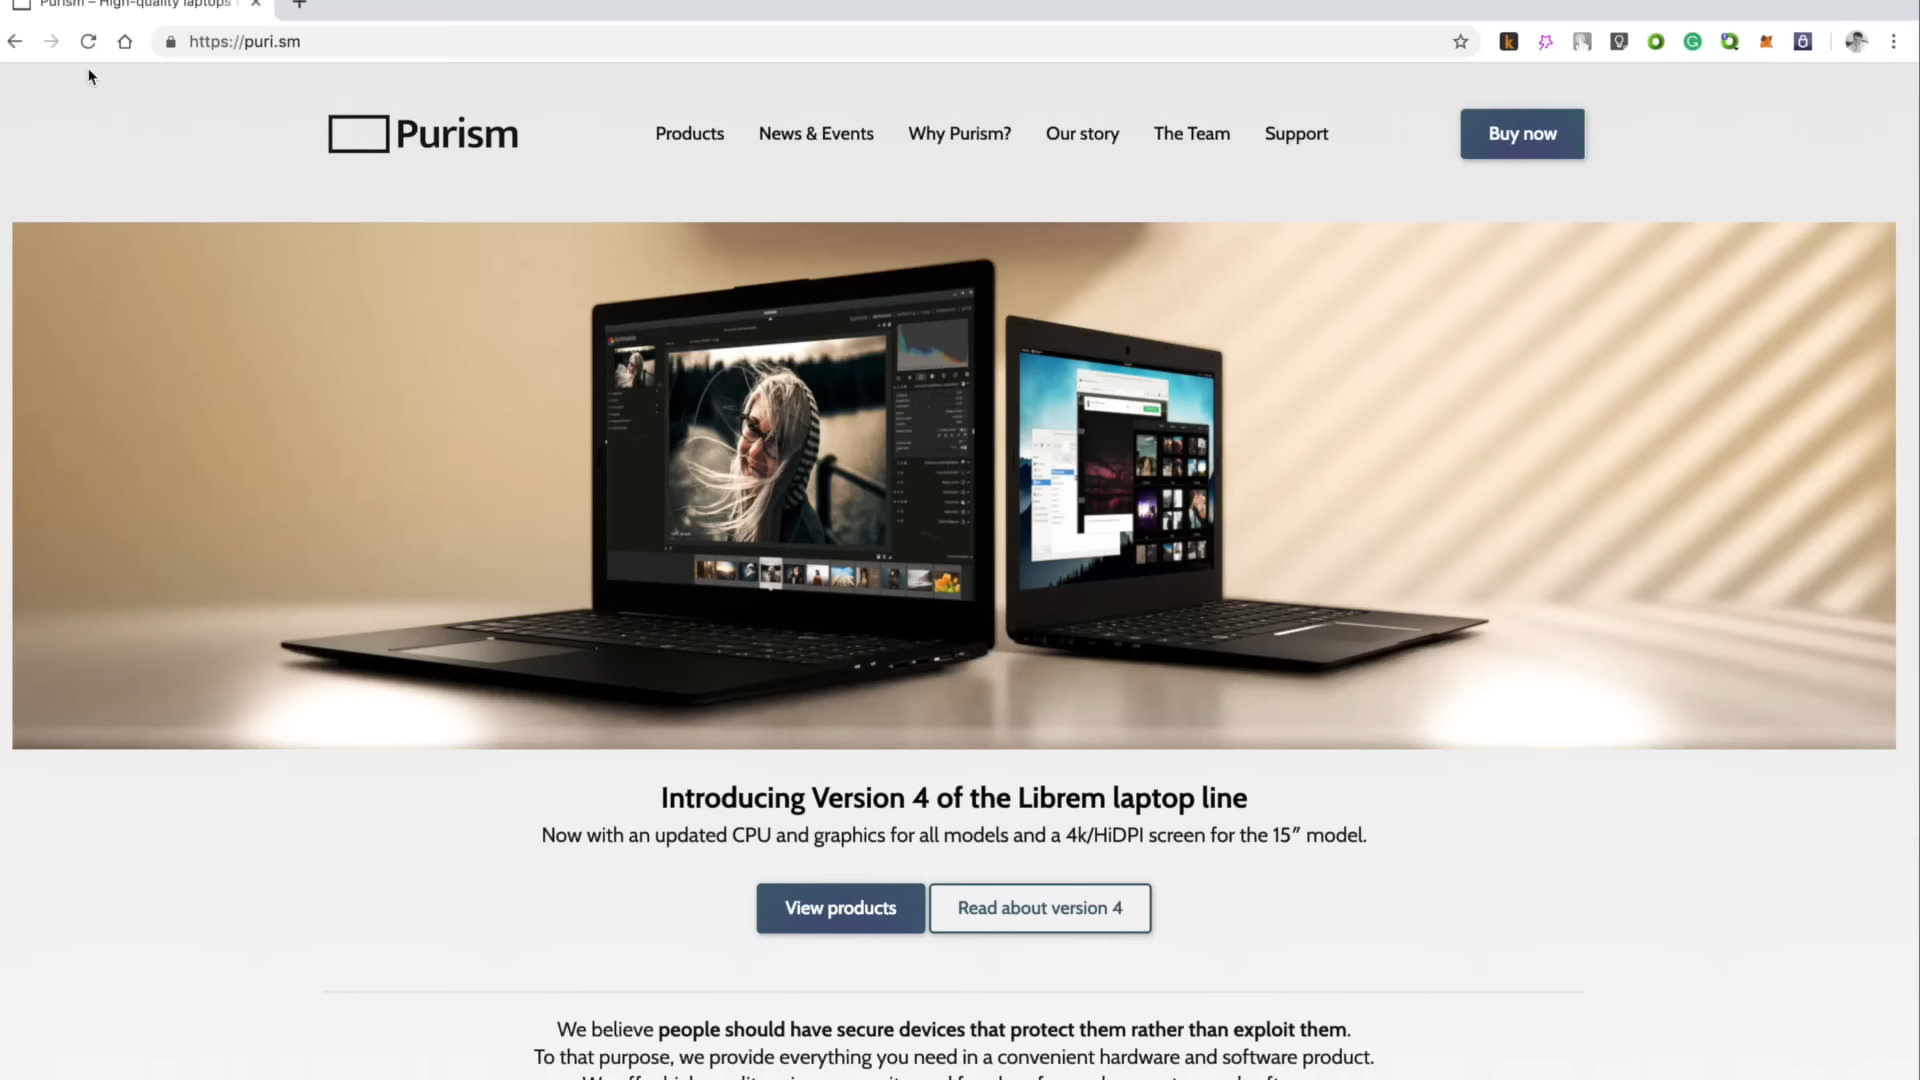 Purism – High-quality laptops
https://puri.sm
Purism
Products
News & Events
Why Purism?
Our story
The Team
Support
Buy now
Introducing Version 4 of the Librem laptop line
Now with an updated CPU and graphics for all models and a 4k/HiDPI screen for the 15″ model.
View products
Read about version 4
We believe people should have secure devices that protect them rather than exploit them.
To that purpose, we provide everything you need in a convenient hardware and software product.